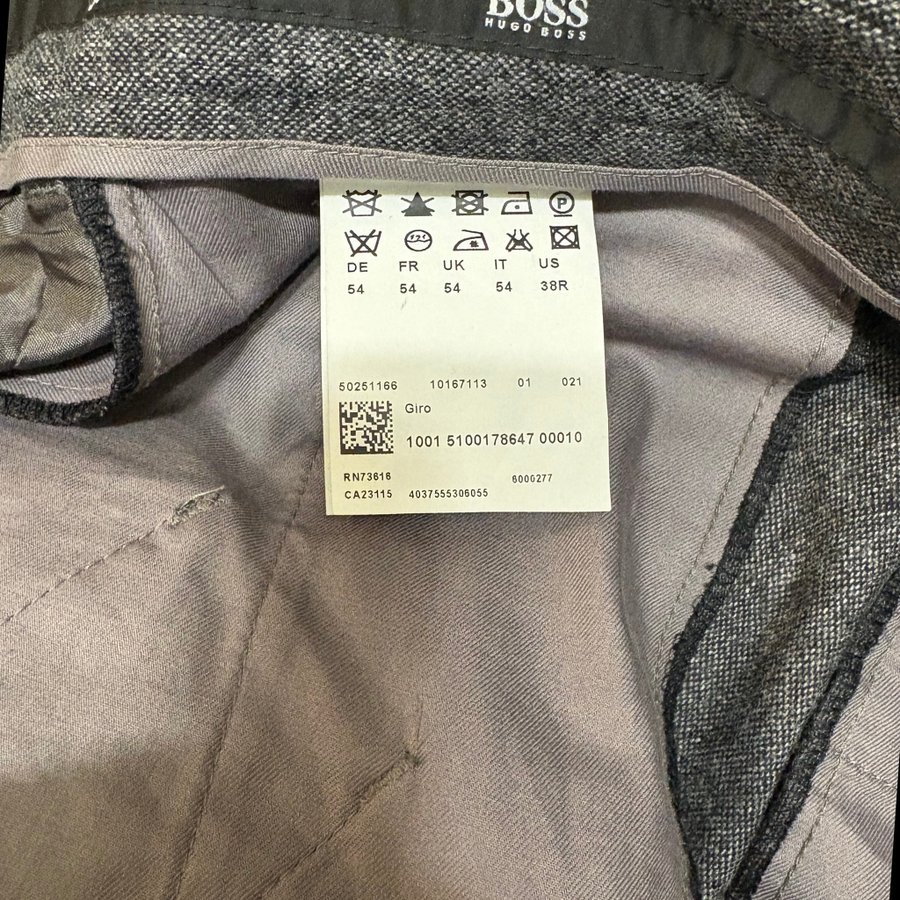 BOSS
HUGO BOSS
P
DE FR UK IT US
54 54 54 54 38R
50251166 10167113 01 021
Giro
1001 5100178647 00010
RN73616 6000277
CA23115 4037555306055